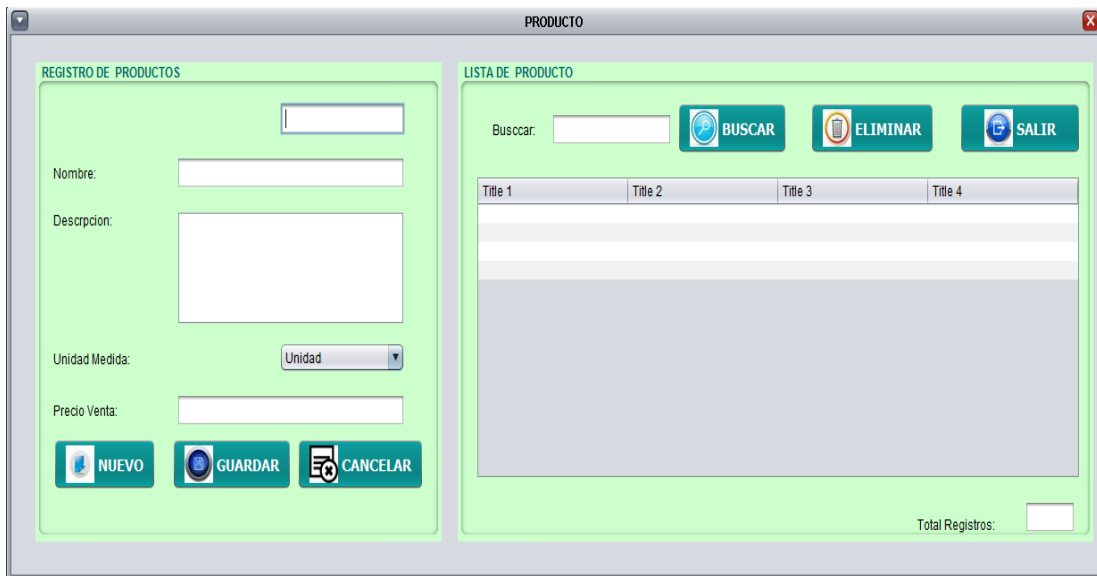 PRODUCTO
REGISTRO DE PRODUCTOS
Nombre:
Descrpcion:
Unidad Medida:
Unidad
Precio Venta:
NUEVO
GUARDAR
CANCELAR
LISTA DE PRODUCTO
Busccar:
BUSCAR
ELIMINAR
SALIR
Title 1 Title 2 Title 3 Title 4
Total Registros: